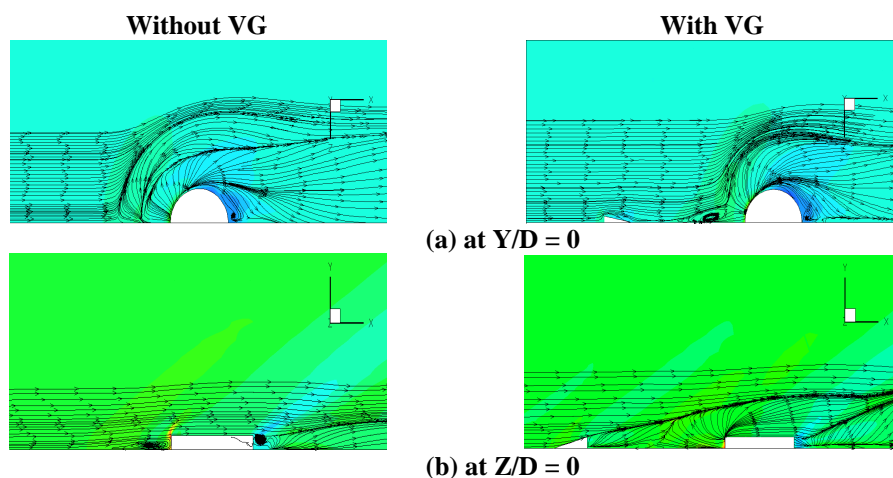 Without VG
With VG
Y X
X
(a) at Y/D = 0
Y
Z X
Y
Z X
(b) at Z/D = 0